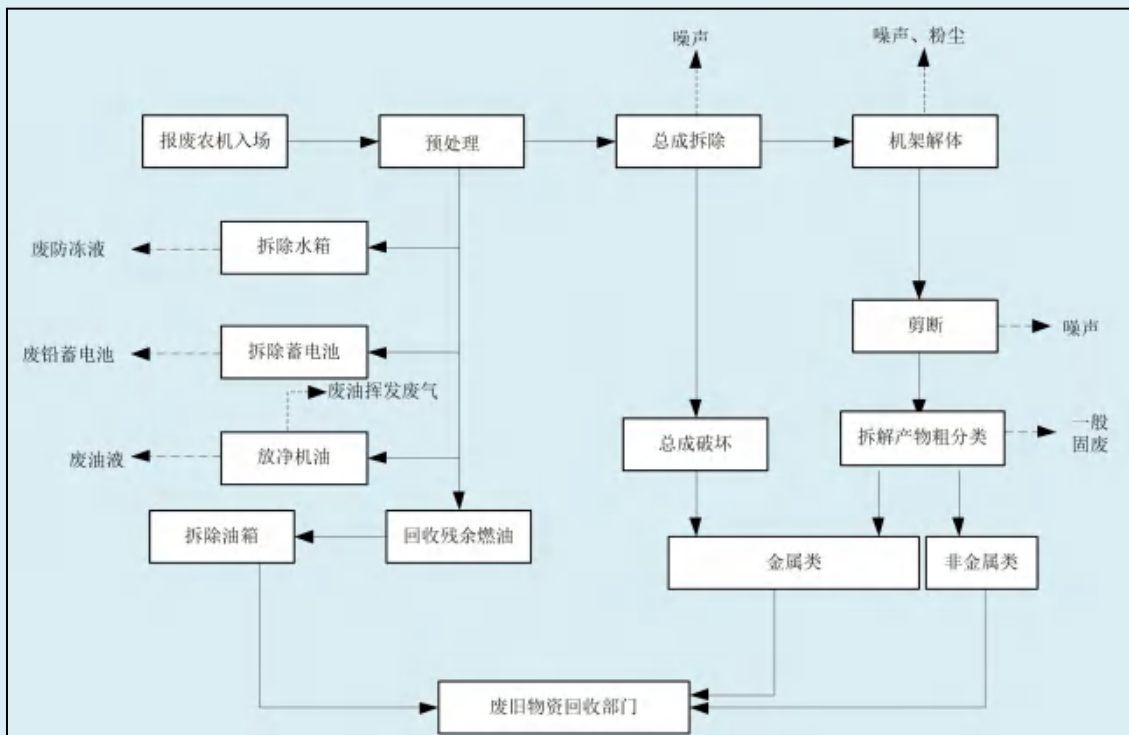 噪声
噪声、粉尘
报废农机入场
预处理
总成拆除
机架解体
废防冻液
拆除水箱
剪断
噪声
废铅蓄电池
拆除蓄电池
废油挥发废气
总成破坏
拆解产物粗分类
一般
固废
废油液
放净机油
拆除油箱
回收残余燃油
金属类
非金属类
废旧物资回收部门